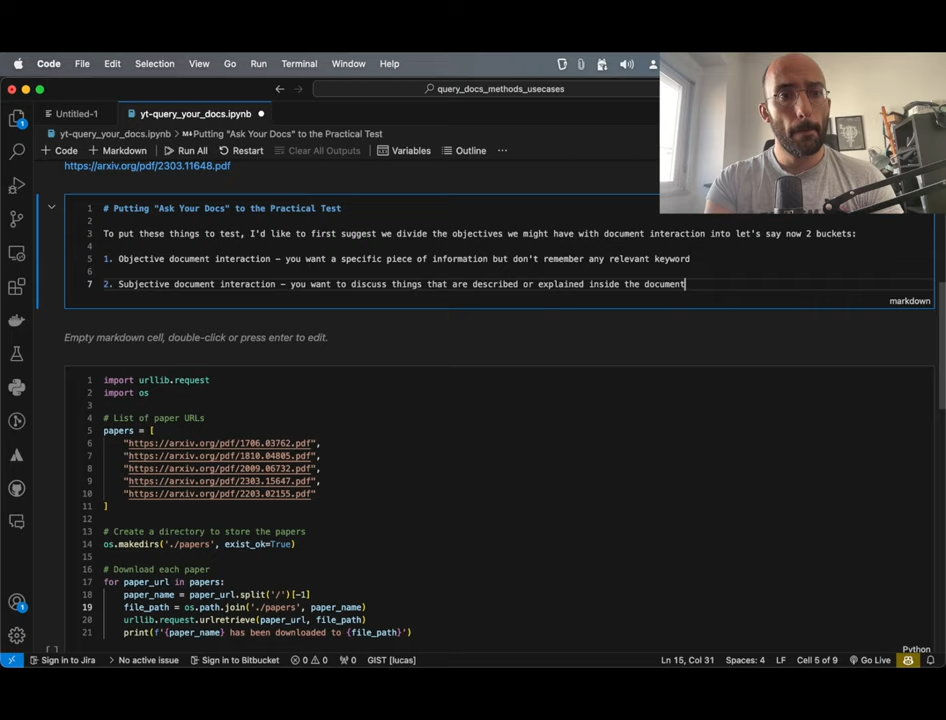 Code File Edit Selection View Go Run Terminal Window Help
query_docs_methods_usecases
Untitled-1 yt-query_your_docs.ipynb
yt-query_your_docs.ipynb > Putting "Ask Your Docs" to the Practical Test
+ Code + Markdown Run All Restart Clear All Outputs Variables Outline ...
https://arxiv.org/pdf/2303.11648.pdf
1 # Putting "Ask Your Docs" to the Practical Test
2
3 To put these things to test, I'd like to first suggest we divide the objectives we might have with document interaction into let's say now 2 buckets:
4
5 1. Objective document interaction - you want a specific piece of information but don't remember any relevant keyword
6
7 2. Subjective document interaction - you want to discuss things that are described or explained inside the document
markdown
Empty markdown cell, double-click or press enter to edit.
1 import urllib.request
2 import os
3
4 # List of paper URLs
5 papers = [
6 "https://arxiv.org/pdf/1706.03762.pdf",
7 "https://arxiv.org/pdf/1810.04805.pdf",
8 "https://arxiv.org/pdf/2009.06732.pdf",
9 "https://arxiv.org/pdf/2303.15647.pdf",
10 "https://arxiv.org/pdf/2203.02155.pdf"
11 ]
12
13 # Create a directory to store the papers
14 os.makedirs('./papers', exist_ok=True)
15
16 # Download each paper
17 for paper_url in papers:
18 paper_name = paper_url.split('/')[-1]
19 file_path = os.path.join('./papers', paper_name)
20 urllib.request.urlretrieve(paper_url, file_path)
21 print(f'{paper_name} has been downloaded to {file_path}')
[ ] Python
Sign in to Jira No active issue Sign in to Bitbucket 0 0 0 GIST [lucas] Ln 15, Col 31 Spaces: 4 LF Cell 5 of 9 Go Live